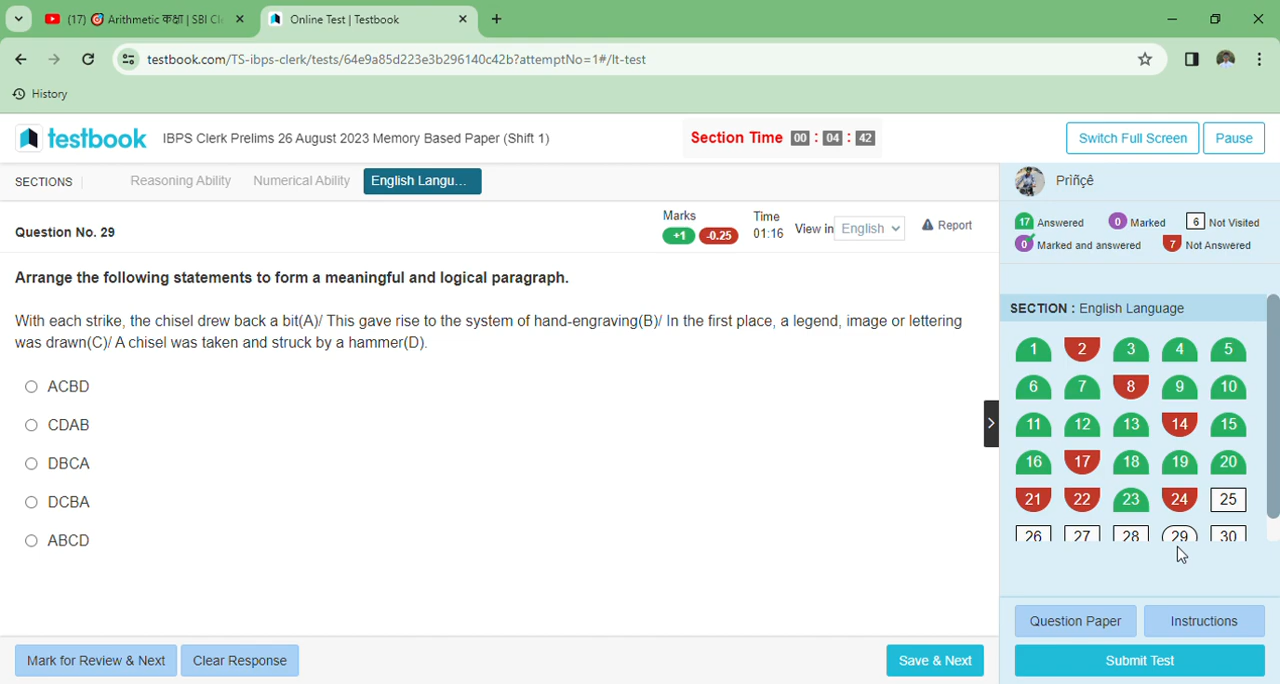 (17) 🎯 Arithmetic कक्षा | SBI Cl
Online Test | Testbook
testbook.com/TS-ibps-clerk/tests/64e9a85d223e3b296140c42b?attemptNo=1#/lt-test
History
testbook
IBPS Clerk Prelims 26 August 2023 Memory Based Paper (Shift 1)
Section Time 00 : 04 : 42
Switch Full Screen
Pause
SECTIONS
Reasoning Ability
Numerical Ability
English Langu...
Prïñçê
Question No. 29
Marks
+1 -0.25
Time
01:16
View in English
Report
17 Answered
0 Marked
6 Not Visited
0 Marked and answered
7 Not Answered
Arrange the following statements to form a meaningful and logical paragraph.
With each strike, the chisel drew back a bit(A)/ This gave rise to the system of hand-engraving(B)/ In the first place, a legend, image or lettering
was drawn(C)/ A chisel was taken and struck by a hammer(D).
ACBD
CDAB
DBCA
DCBA
ABCD
SECTION : English Language
1 2 3 4 5
6 7 8 9 10
11 12 13 14 15
16 17 18 19 20
21 22 23 24 25
26 27 28 29 30
Question Paper
Instructions
Mark for Review & Next
Clear Response
Save & Next
Submit Test